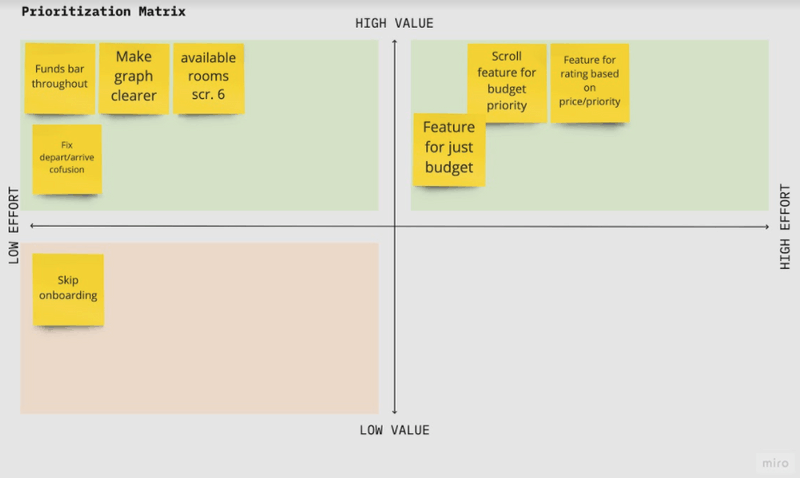 Prioritization Matrix
HIGH VALUE
Funds bar
throughout
Make
graph
clearer
available
rooms
scr. 6
Scroll
feature for
budget
priority
Feature for
rating based
on
price/priority
Fix
depart/arrive
cofusion
Feature
for just
budget
LOW EFFORT
HIGH EFFORT
Skip
onboarding
LOW VALUE
miro